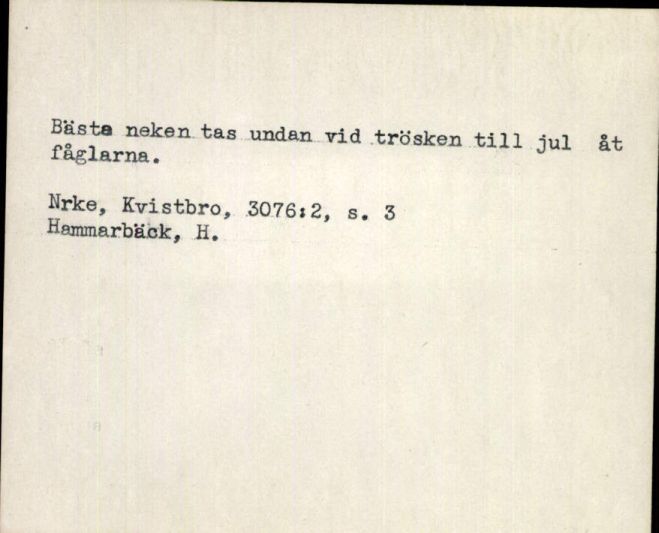 Bästa neken tas undan vid trösken till jul åt
fåglarna.
Nrke, Kvistbro, 3076:2, s. 3
Hammarbäck, H.